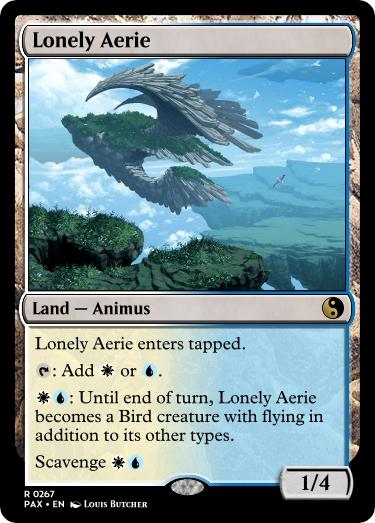 Lonely Aerie
Land — Animus
Lonely Aerie enters tapped.
: Add or .
: Until end of turn, Lonely Aerie
becomes a Bird creature with flying in
addition to its other types.
Scavenge
1/4
R 0267
PAX • EN Louis Butcher